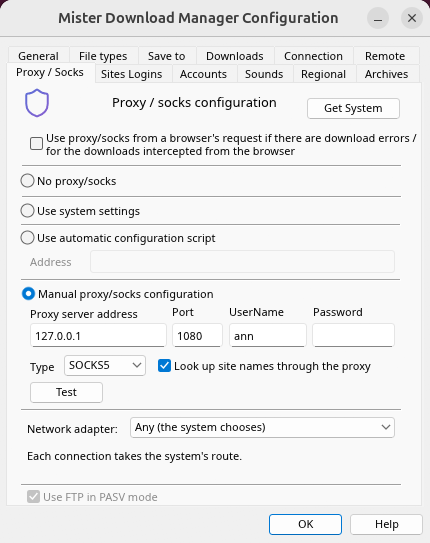 Mister Download Manager Configuration
General File types Save to Downloads Connection Remote
Proxy / Socks Sites Logins Accounts Sounds Regional Archives
Proxy / socks configuration
Get System
Use proxy/socks from a browser's request if there are download errors /
for the downloads intercepted from the browser
No proxy/socks
Use system settings
Use automatic configuration script
Address
Manual proxy/socks configuration
Proxy server address Port UserName Password
127.0.0.1 1080 ann
Type SOCKS5 Look up site names through the proxy
Test
Network adapter: Any (the system chooses)
Each connection takes the system's route.
Use FTP in PASV mode
OK Help